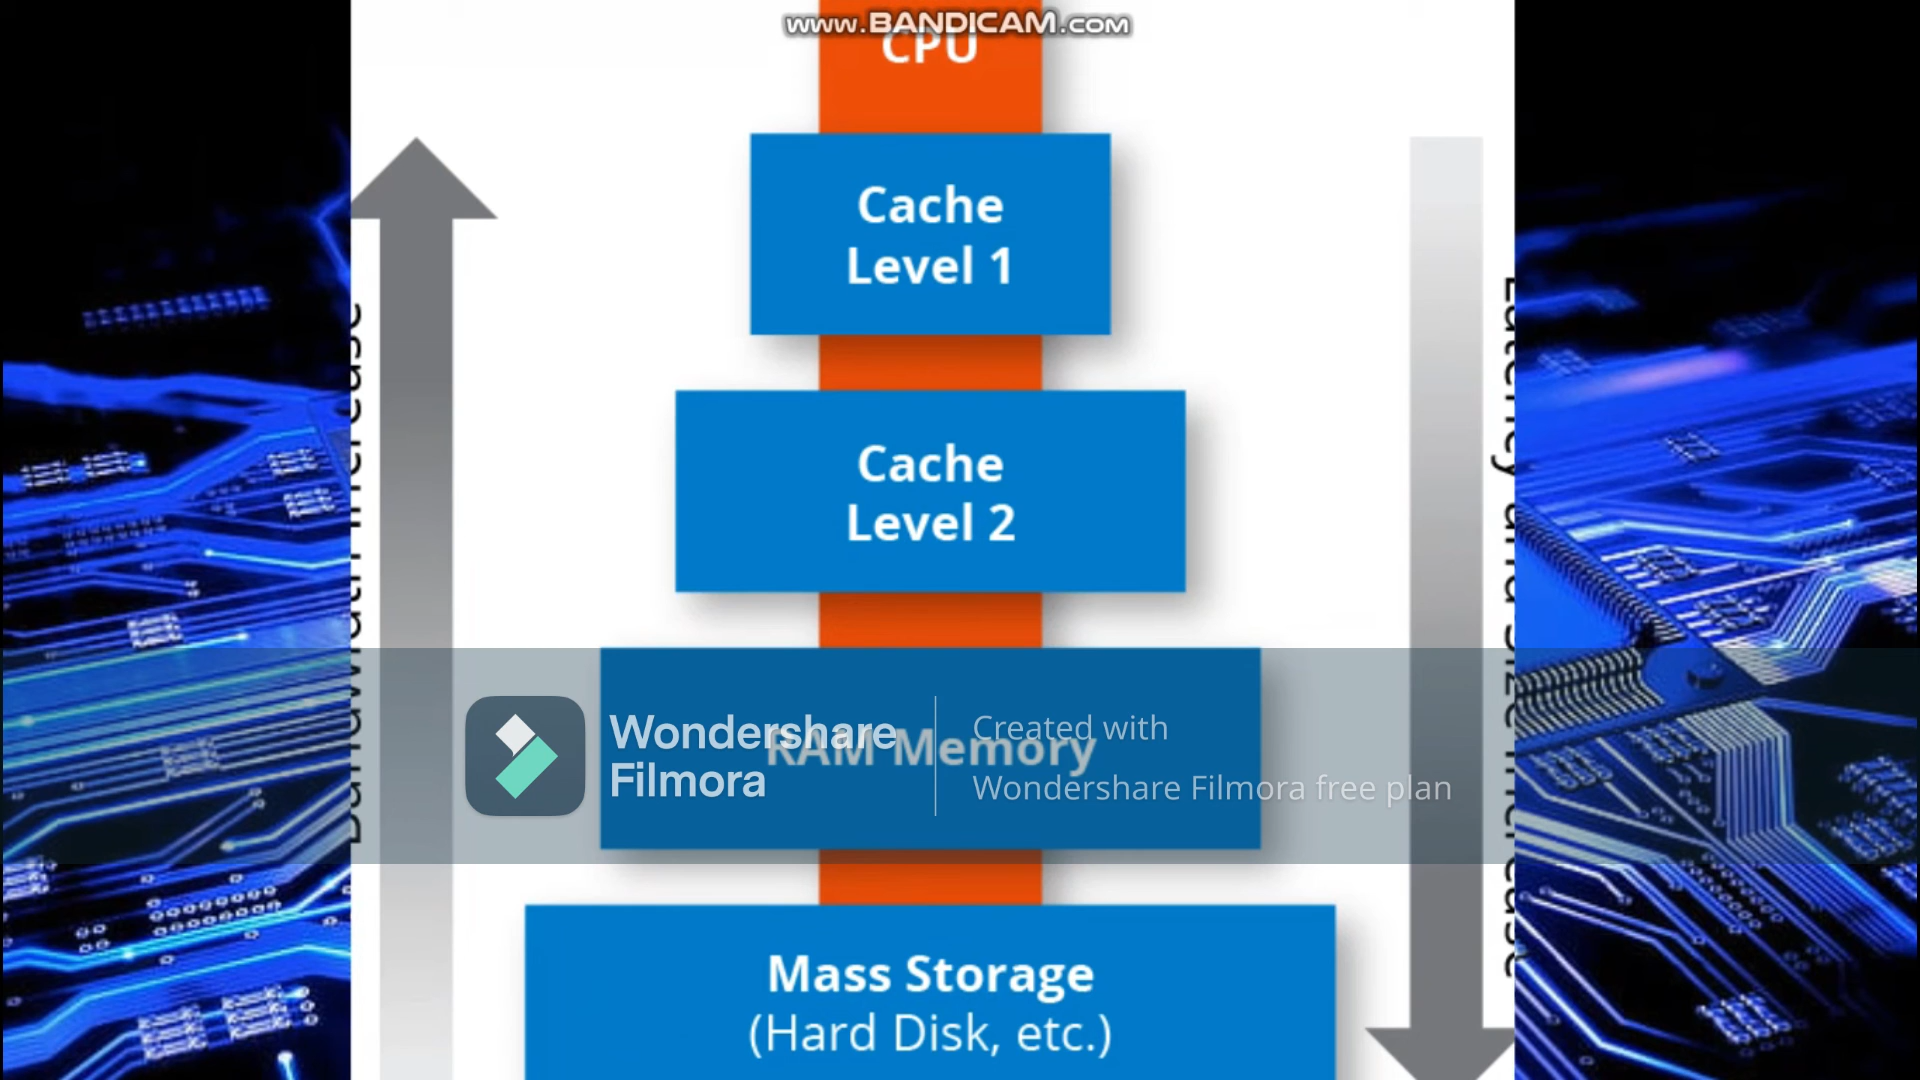 www.BANDICAM.com
CPU
Cache
Level 1
Cache
Level 2
Bandwidth Increase
Latency and Size Increase
RAM Memory
Wondershare
Filmora
Created with
Wondershare Filmora free plan
Mass Storage
(Hard Disk, etc.)